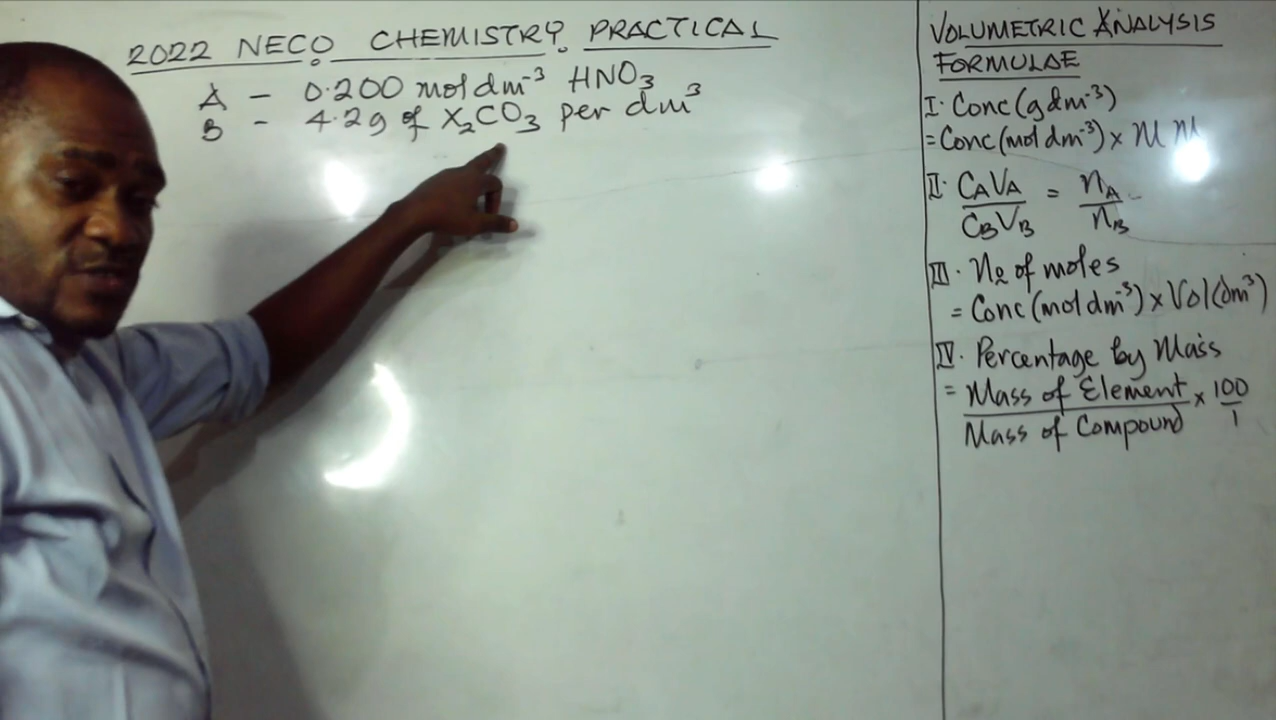 2022 NECO CHEMISTRY PRACTICAL
A - 0.200 mol dm⁻³ HNO₃
B - 4.2g of X₂CO₃ per dm³
VOLUMETRIC ANALYSIS
FORMULAE
I. Conc (g dm⁻³)
= Conc (mol dm⁻³) × M M
II. CAVA / CBVB = nA / nB
III. No of moles
= Conc (mol dm⁻³) × Vol (dm³)
IV. Percentage by Mass
= Mass of Element / Mass of Compound × 100 / 1